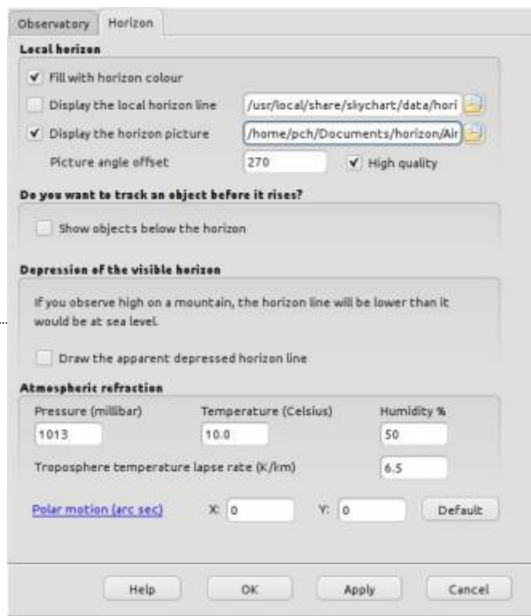 Observatory Horizon
Local horizon
Fill with horizon colour
Display the local horizon line /usr/local/share/skychart/data/hori
Display the horizon picture /home/pch/Documents/horizon/Air
Picture angle offset 270 High quality
Do you want to track an object before it rises?
Show objects below the horizon
Depression of the visible horizon
If you observe high on a mountain, the horizon line will be lower than it
would be at sea level.
Draw the apparent depressed horizon line
Atmospheric refraction
Pressure (millibar) Temperature (Celsius) Humidity %
1013 10.0 50
Troposphere temperature lapse rate (K/km) 6.5
Polar motion (arc sec) X: 0 Y: 0 Default
Help OK Apply Cancel